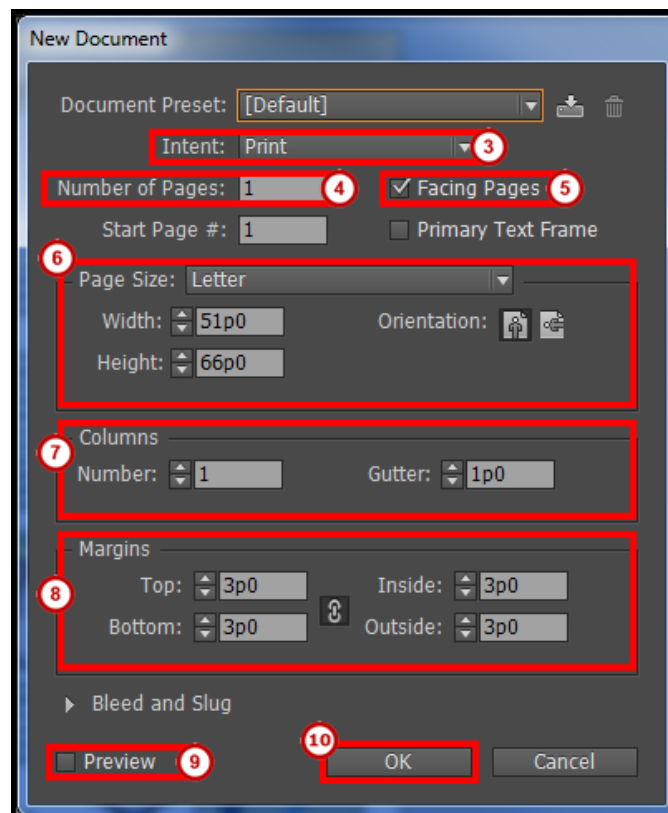 New Document
Document Preset: [Default]
Intent: Print 3
Number of Pages: 1 4 Facing Pages 5
Start Page #: 1 Primary Text Frame
6
Page Size: Letter
Width: 51p0 Orientation:
Height: 66p0
Columns
7
Number: 1 Gutter: 1p0
Margins
8
Top: 3p0 Inside: 3p0
Bottom: 3p0 Outside: 3p0
Bleed and Slug
Preview 9 10 OK Cancel